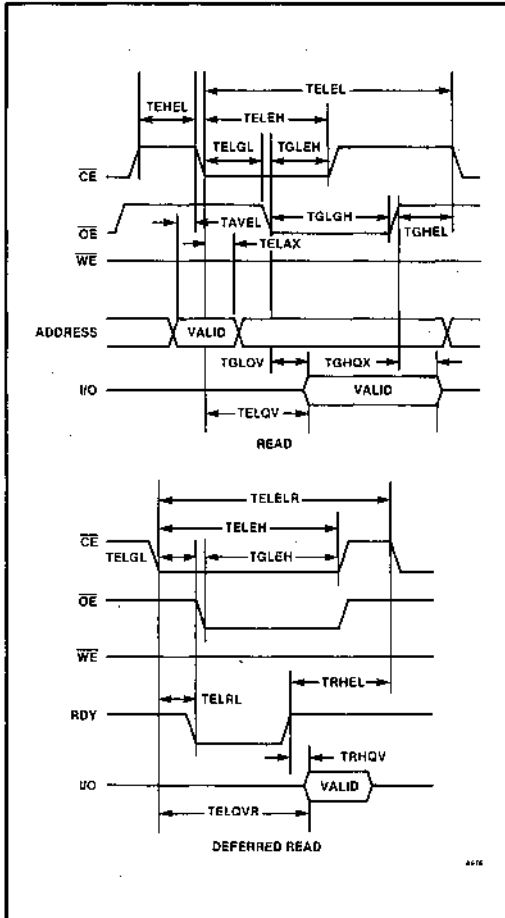 TELEL
TEHEL
TELEH
TELGL TGLEH
CE
TGLGH
TAVEL
OE
TGHEL
TELAX
WE
ADDRESS VALID
TGLQV TGHQX
I/O VALID
TELQV
READ
TELELR
CE
TELEH
TELGL TGLEH
OE
WE
TRHEL
TELRL
RDY
TRHQV
I/O VALID
TELQVR
DEFERRED READ